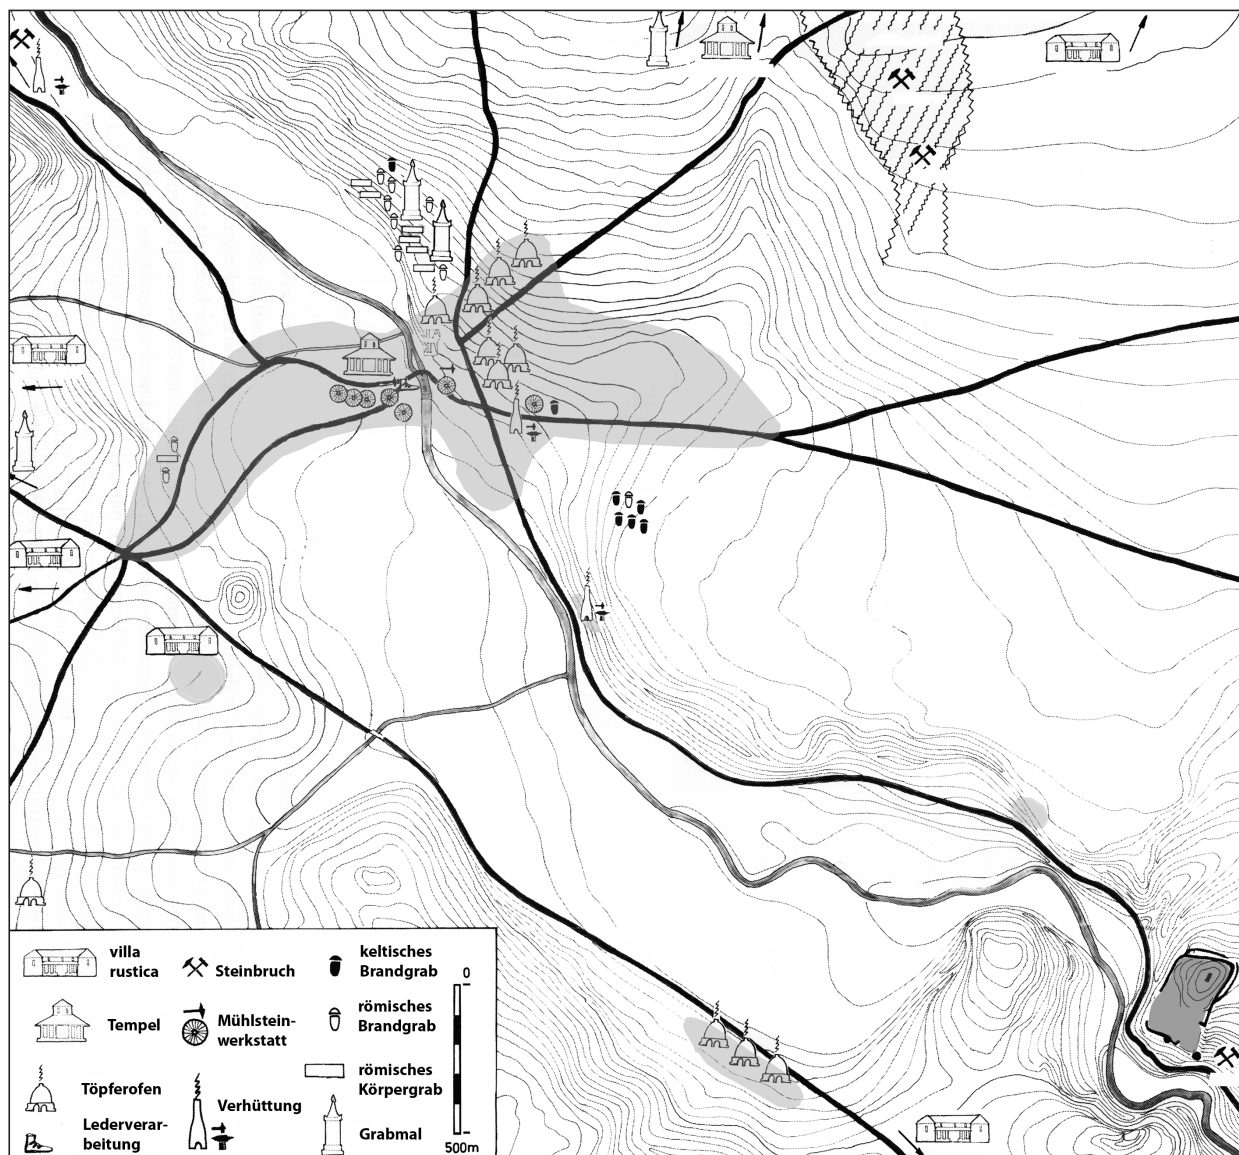 villa
rustica
Steinbruch
keltisches
Brandgrab
0
Tempel
Mühlstein-
werkstatt
römisches
Brandgrab
Töpferofen
Verhüttung
römisches
Körpergrab
Lederverar-
beitung
Grabmal
500m